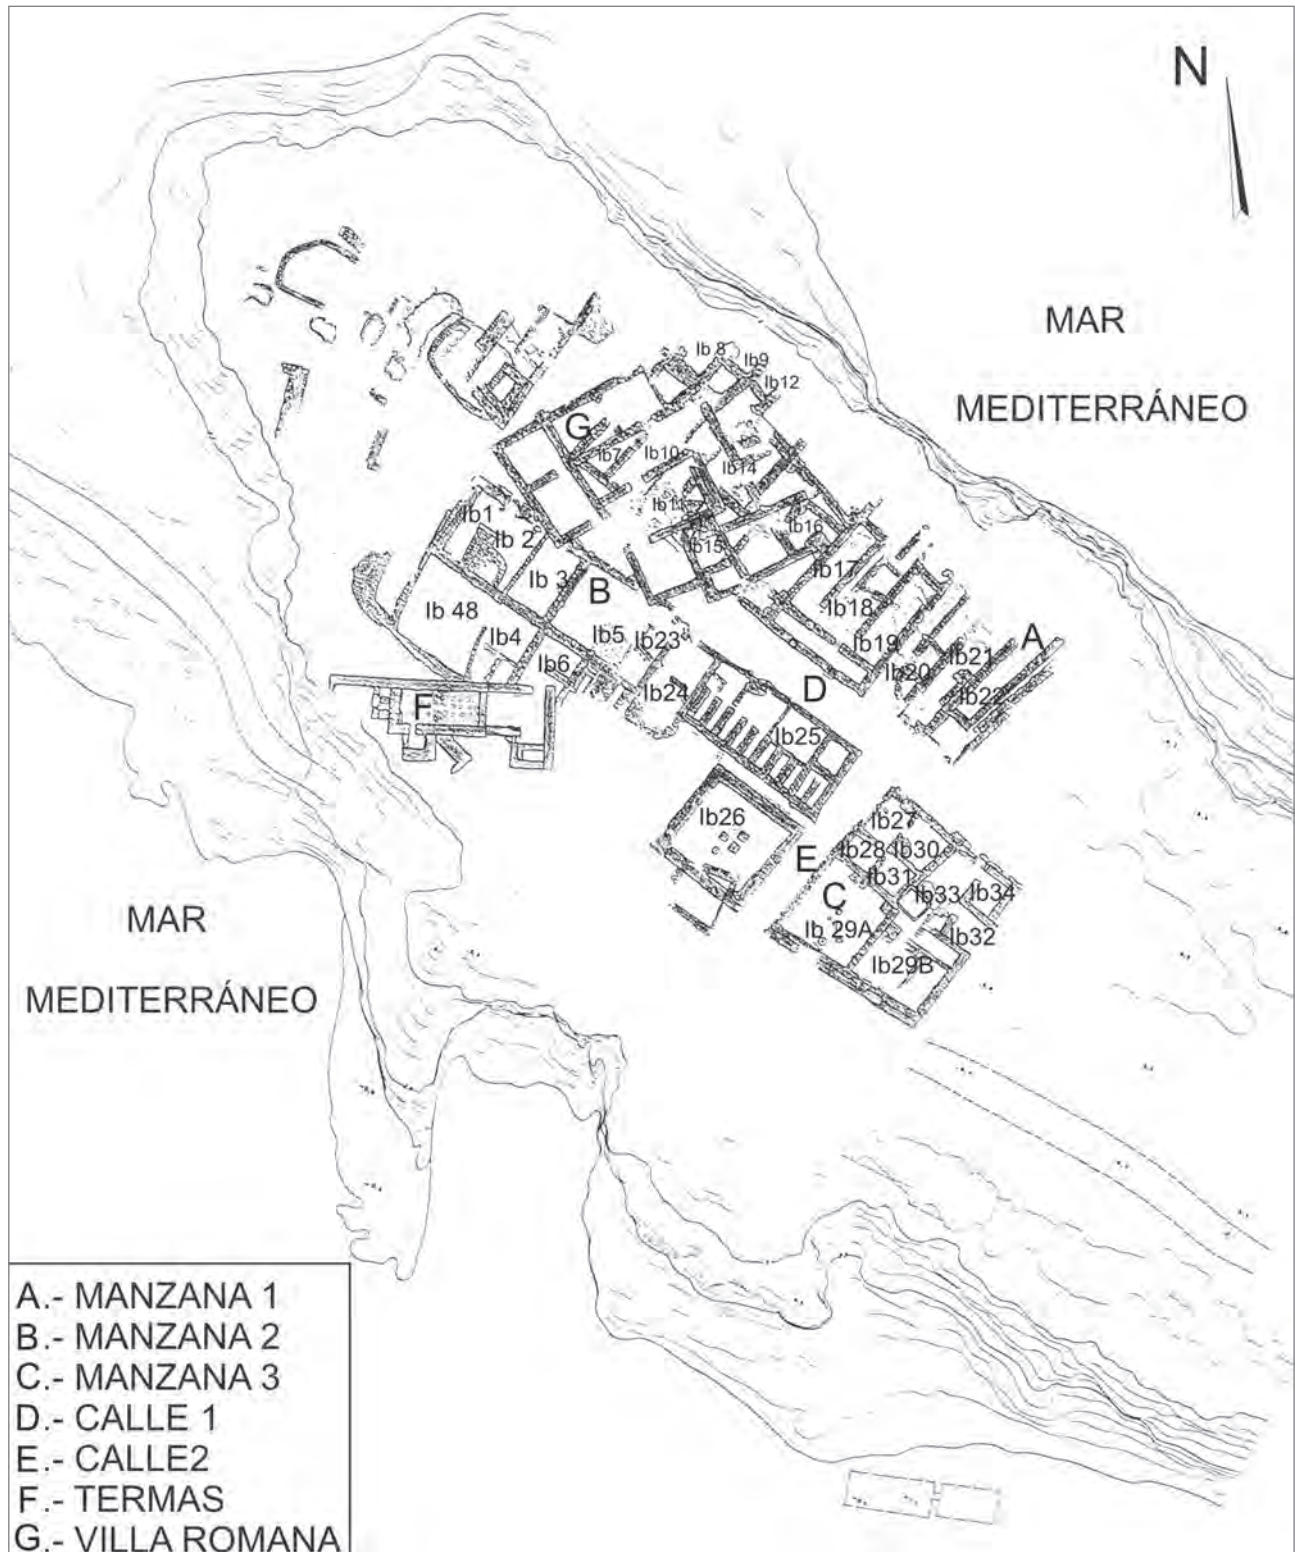 N
MAR
MEDITERRÁNEO
Ib 8
Ib9
Ib12
G
Ib7
Ib10
Ib14
Ib1
Ib11
Ib 2
Ib16
Ib15
Ib 3
Ib17
B
Ib 48
Ib18
Ib4
Ib5
Ib23
Ib19
A
Ib21
Ib6
Ib20
D
Ib24
Ib22
F
Ib25
Ib26
Ib27
E
Ib28
Ib30
Ib31
C
Ib33
Ib34
Ib 29A
Ib32
Ib29B
MAR
MEDITERRÁNEO
A.- MANZANA 1
B.- MANZANA 2
C.- MANZANA 3
D.- CALLE 1
E.- CALLE2
F.- TERMAS
G.- VILLA ROMANA